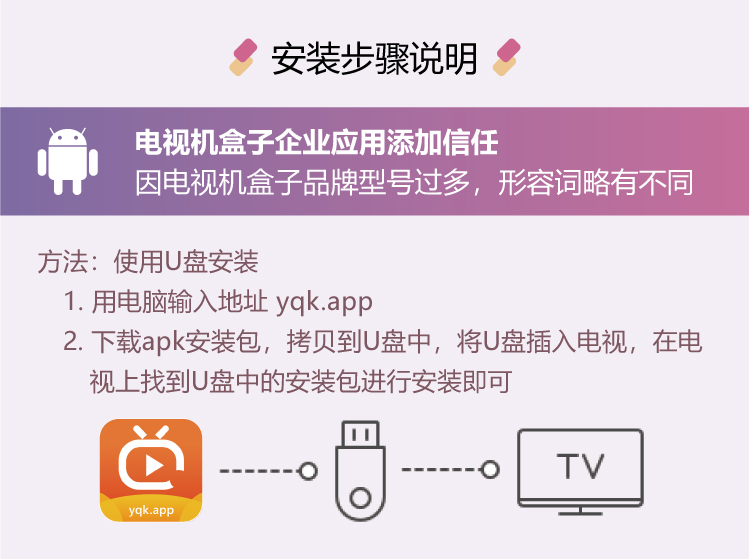 安装步骤说明
电视机盒子企业应用添加信任
因电视机盒子品牌型号过多，形容词略有不同
方法：使用U盘安装
1. 用电脑输入地址 yqk.app
2. 下载apk安装包，拷贝到U盘中，将U盘插入电视，在电
视上找到U盘中的安装包进行安装即可
yqk.app
TV